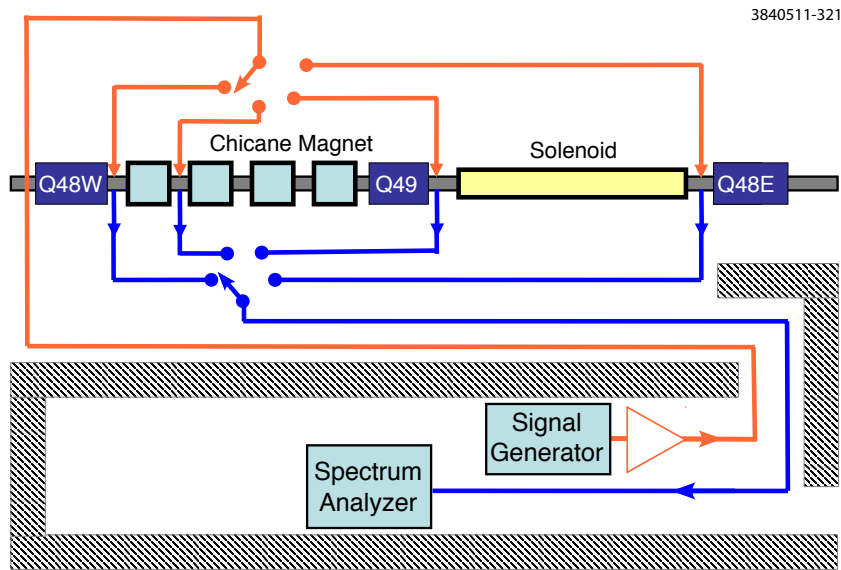 3840511-321
Chicane Magnet
Solenoid
Q48W
Q49
Q48E
Signal
Generator
Spectrum
Analyzer